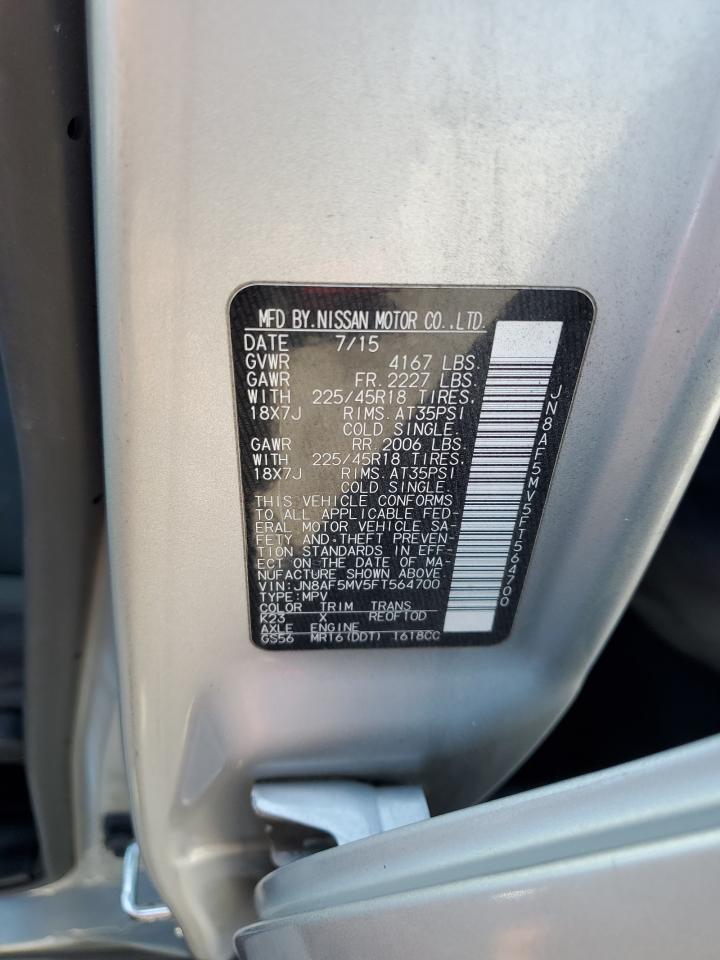 MFD BY.NISSAN MOTOR CO.,LTD.
DATE 7/15
GVWR 4167 LBS.
GAWR FR.2227 LBS.
WITH 225/45R18 TIRES,
18X7J RIMS.AT35PSI
COLD SINGLE.
GAWR RR.2006 LBS.
WITH 225/45R18 TIRES,
18X7J RIMS.AT35PSI
COLD SINGLE.
THIS VEHICLE CONFORMS
TO ALL APPLICABLE FED-
ERAL MOTOR VEHICLE SA-
FETY AND THEFT PREVEN-
TION STANDARDS IN EFF-
ECT ON THE DATE OF MA-
NUFACTURE SHOWN ABOVE.
VIN:JN8AF5MV5FT564700
TYPE:MPV
COLOR TRIM TRANS
K23 X RE0F10D
AXLE ENGINE
GS56 MR16(DDT) 1618CC
JN8AF5MV5FT564700